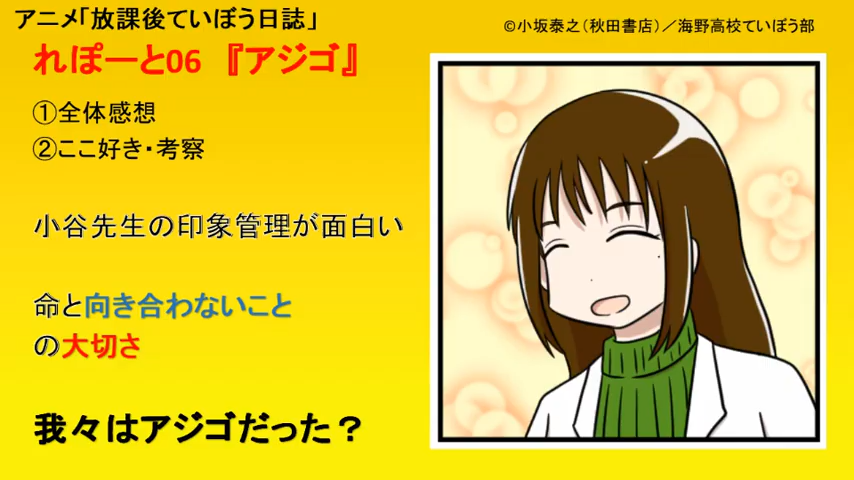 アニメ「放課後ていぼう日誌」
©小坂泰之（秋田書店）／海野高校ていぼう部
れぽーと06 『アジゴ』
①全体感想
②ここ好き・考察
小谷先生の印象管理が面白い
命と向き合わないこと
の大切さ
我々はアジゴだった？